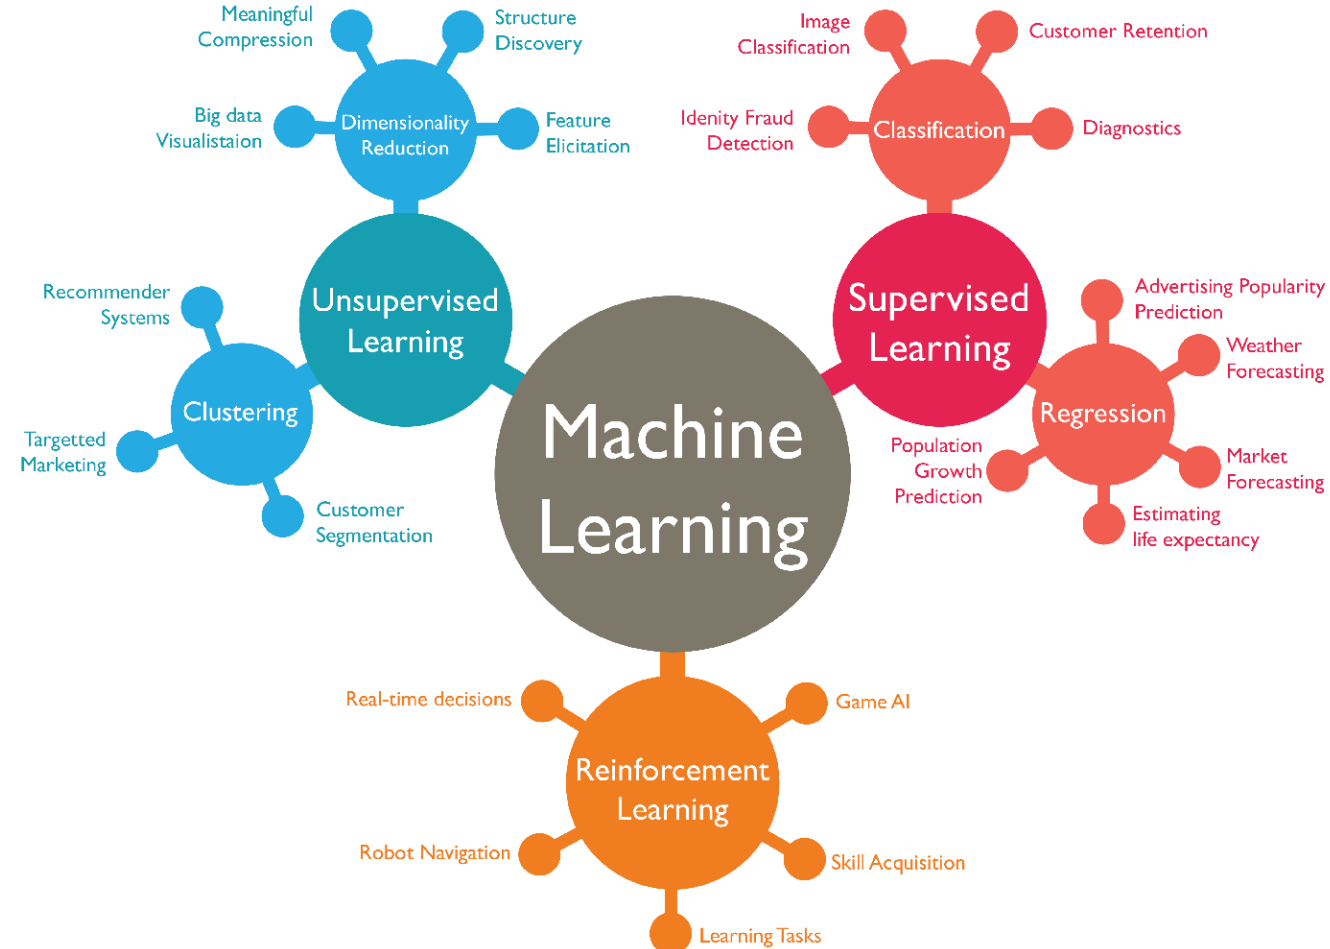 Meaningful
Compression
Structure
Discovery
Big data
Visualistaion
Dimensionality
Reduction
Feature
Elicitation
Image
Classification
Customer Retention
Idenity Fraud
Detection
Classification
Diagnostics
Unsupervised
Learning
Recommender
Systems
Clustering
Targetted
Marketing
Customer
Segmentation
Machine
Learning
Supervised
Learning
Advertising Popularity
Prediction
Weather
Forecasting
Regression
Population
Growth
Prediction
Market
Forecasting
Estimating
life expectancy
Real-time decisions
Game AI
Reinforcement
Learning
Robot Navigation
Skill Acquisition
Learning Tasks